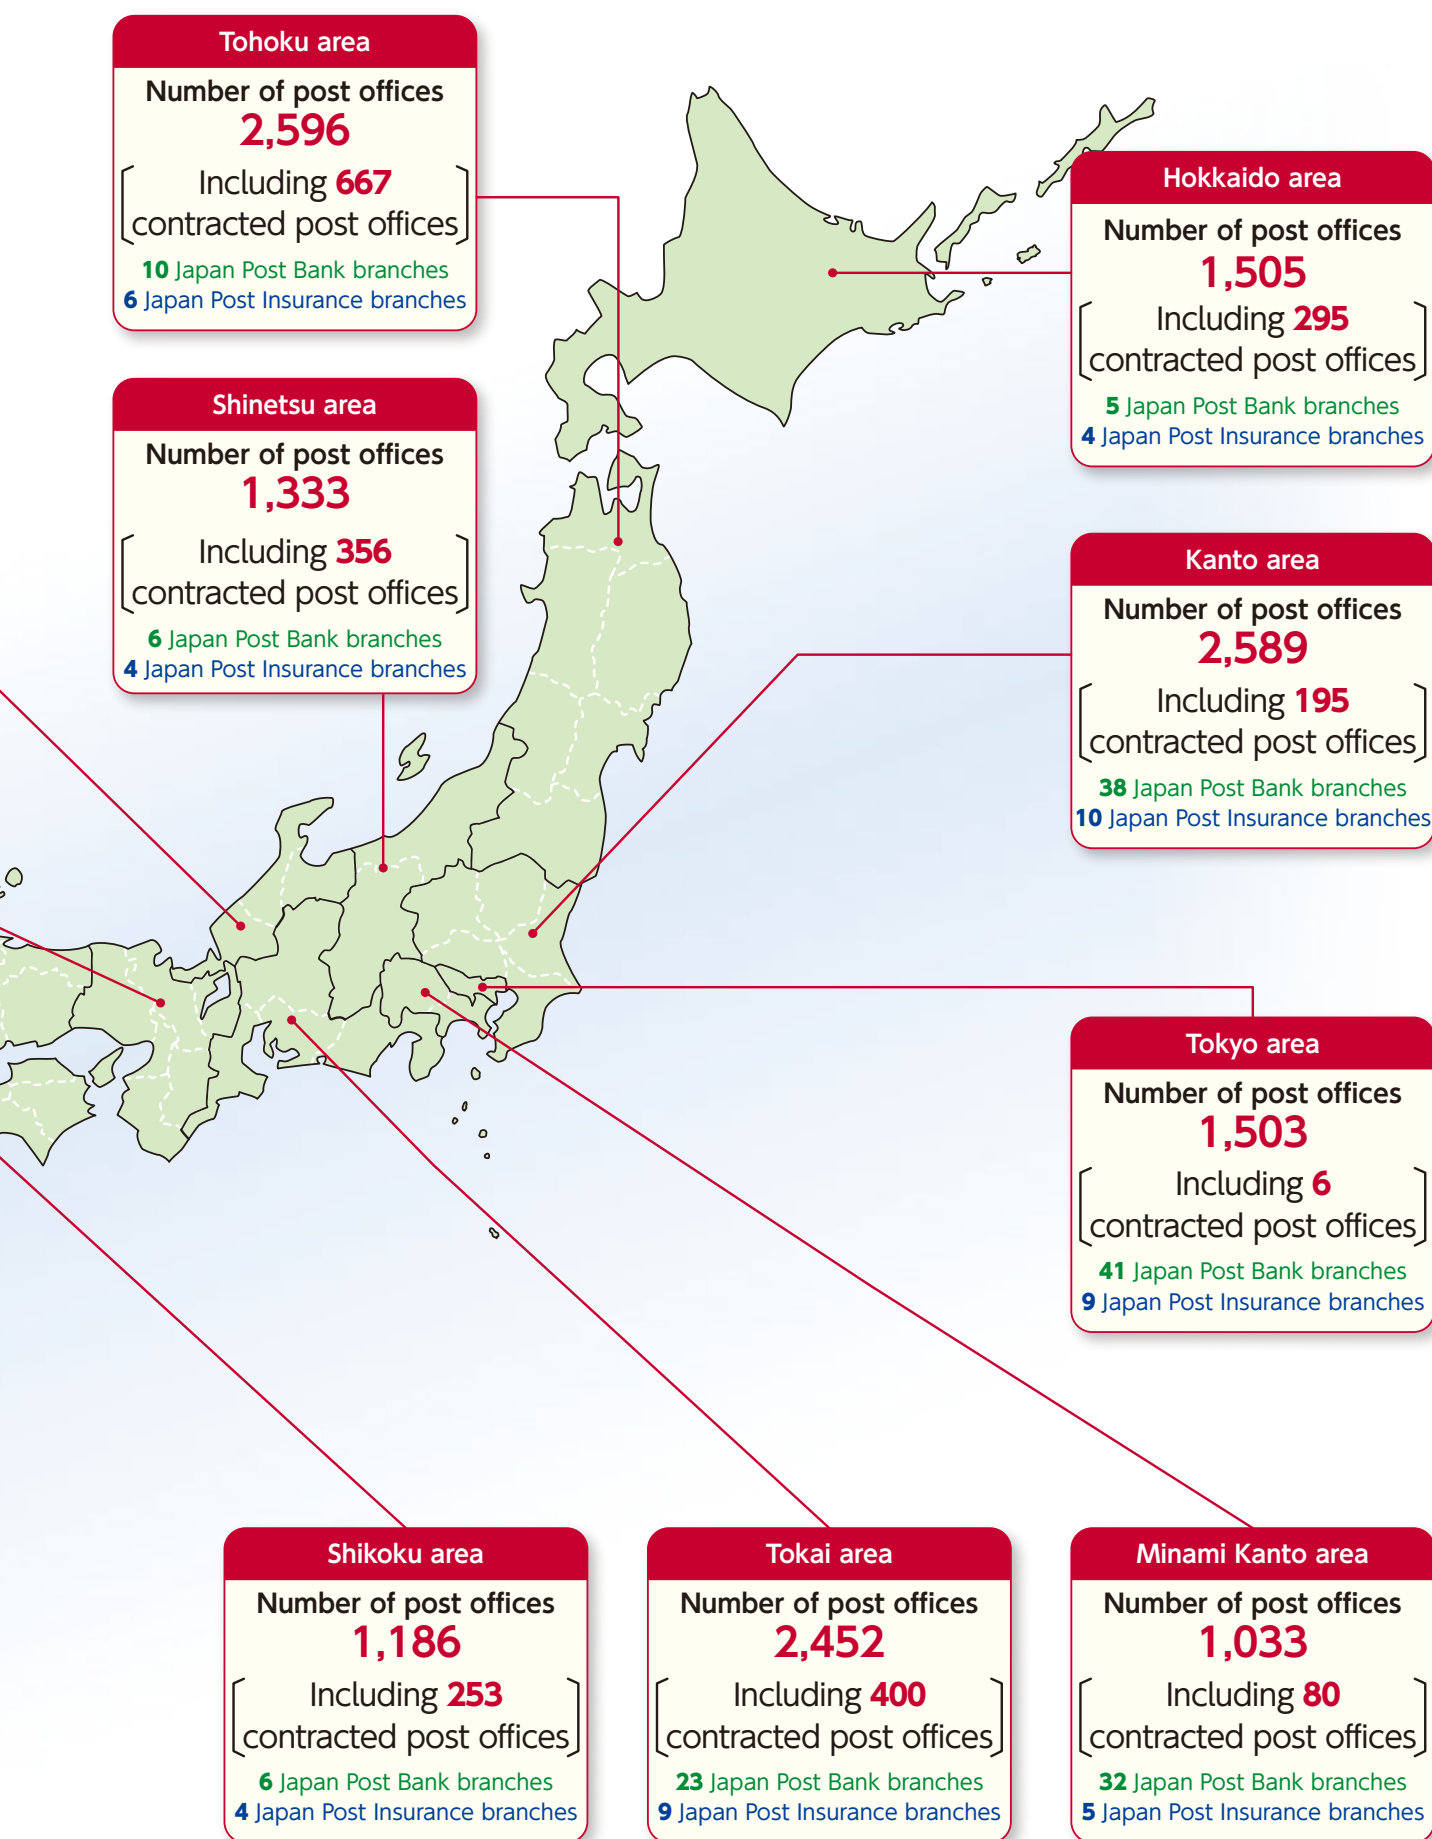 Tohoku area
Number of post offices
2,596
Including 667
contracted post offices
10 Japan Post Bank branches
6 Japan Post Insurance branches
Hokkaido area
Number of post offices
1,505
Including 295
contracted post offices
5 Japan Post Bank branches
4 Japan Post Insurance branches
Shinetsu area
Number of post offices
1,333
Including 356
contracted post offices
6 Japan Post Bank branches
4 Japan Post Insurance branches
Kanto area
Number of post offices
2,589
Including 195
contracted post offices
38 Japan Post Bank branches
10 Japan Post Insurance branches
Tokyo area
Number of post offices
1,503
Including 6
contracted post offices
41 Japan Post Bank branches
9 Japan Post Insurance branches
Shikoku area
Number of post offices
1,186
Including 253
contracted post offices
6 Japan Post Bank branches
4 Japan Post Insurance branches
Tokai area
Number of post offices
2,452
Including 400
contracted post offices
23 Japan Post Bank branches
9 Japan Post Insurance branches
Minami Kanto area
Number of post offices
1,033
Including 80
contracted post offices
32 Japan Post Bank branches
5 Japan Post Insurance branches